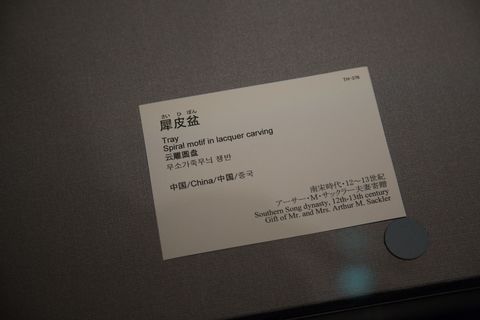 TH-378
さい ひ ぼん
犀皮盆
Tray
Spiral motif in lacquer carving
云雕圆盘
무소가죽무늬 쟁반
中国/China/中国/중국
南宋時代・12〜13世紀
アーサー・M・サックラー夫妻寄贈
Southern Song dynasty, 12th-13th century
Gift of Mr. and Mrs. Arthur M. Sackler